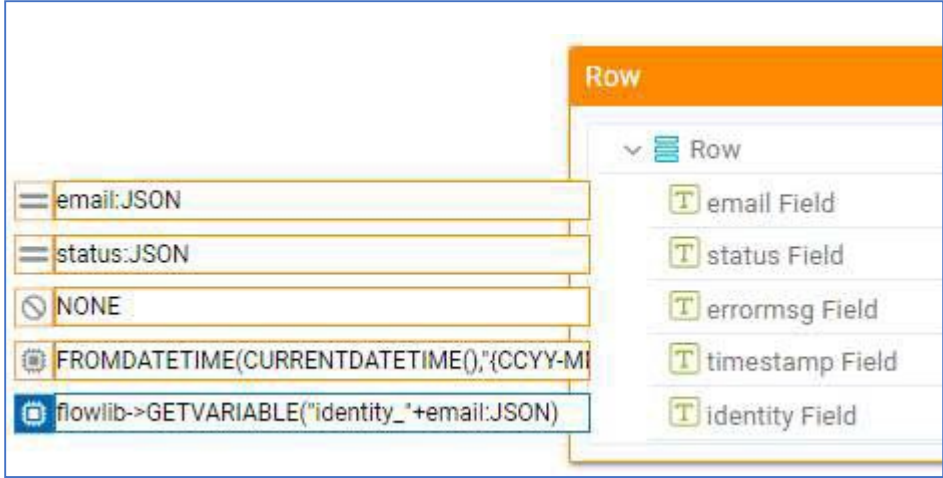 Row
Row
email:JSON email Field
status:JSON status Field
NONE errormsg Field
FROMDATETIME(CURRENTDATETIME(),"{CCYY-M timestamp Field
flowlib->GETVARIABLE("identity_"+email:JSON) identity Field